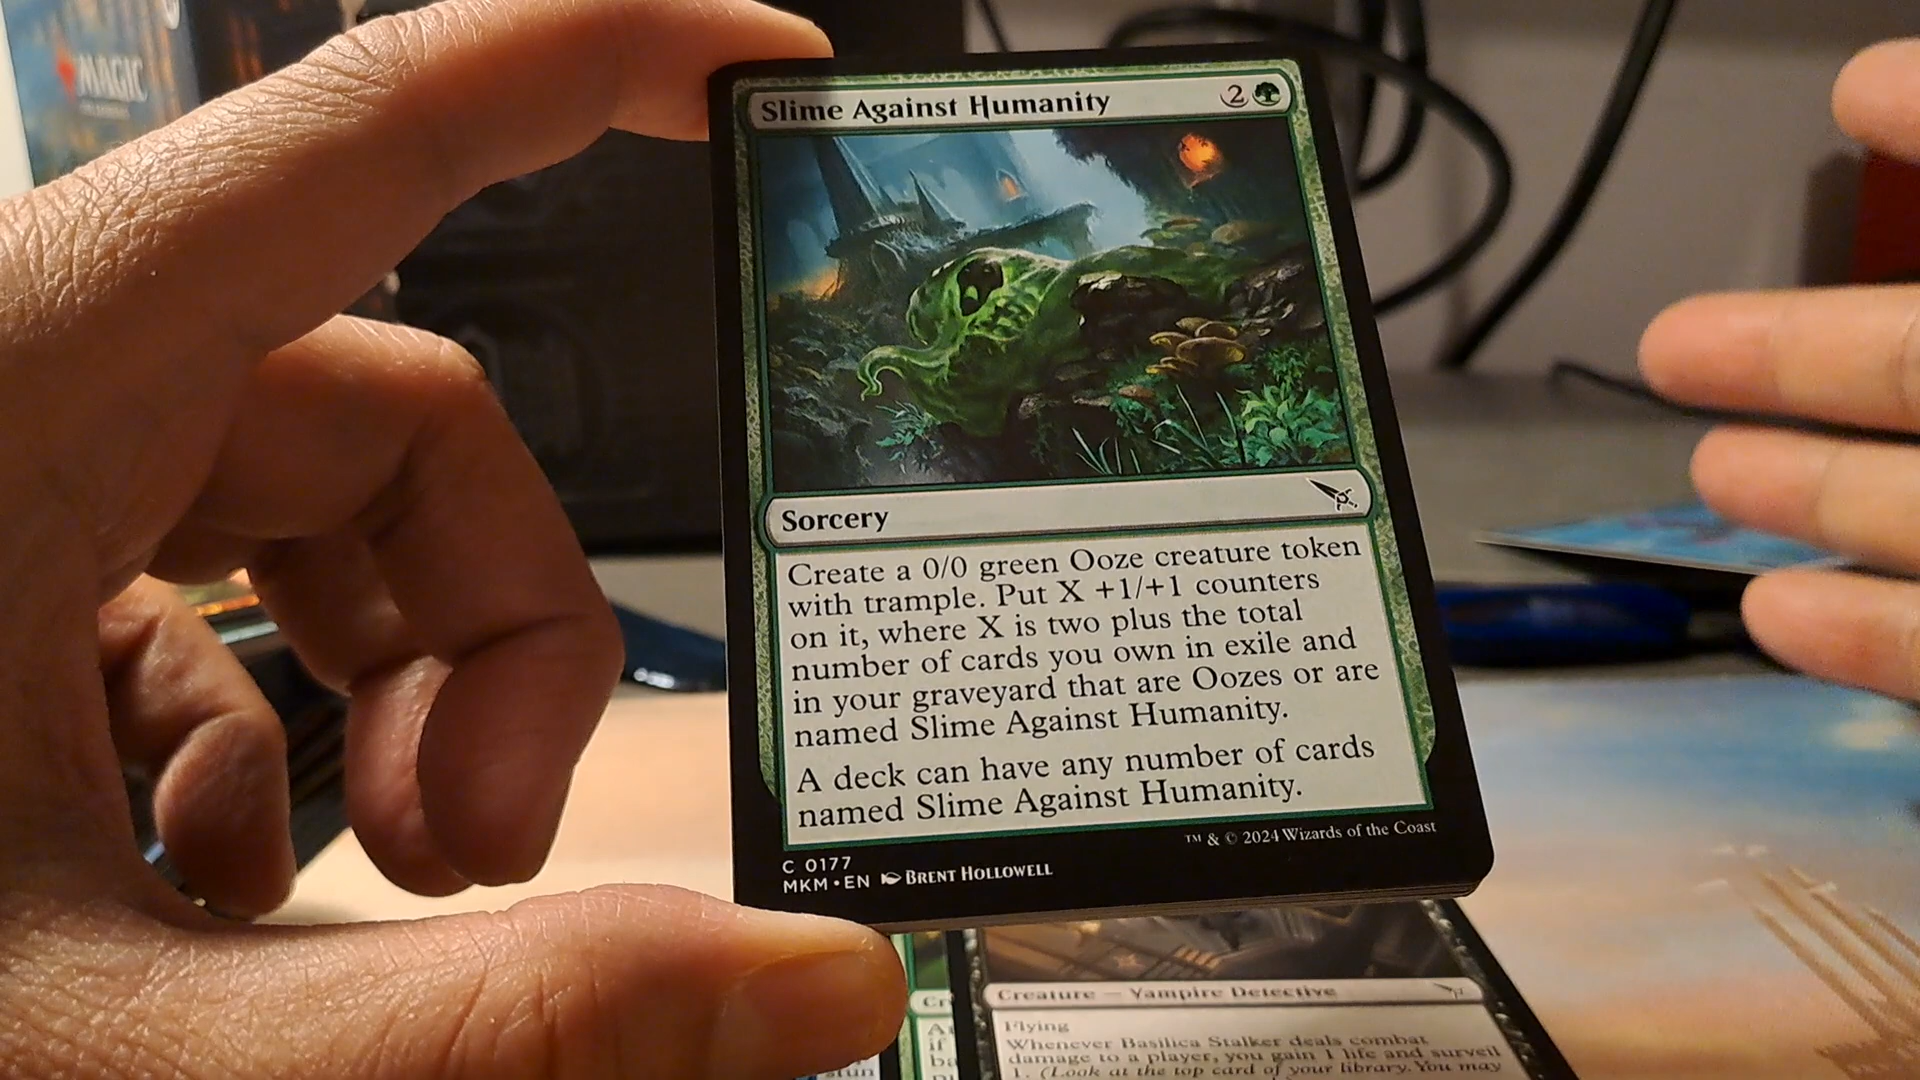 MAGIC
Slime Against Humanity 2
Sorcery
Create a 0/0 green Ooze creature token
with trample. Put X +1/+1 counters
on it, where X is two plus the total
number of cards you own in exile and
in your graveyard that are Oozes or are
named Slime Against Humanity.
A deck can have any number of cards
named Slime Against Humanity.
™ & © 2024 Wizards of the Coast
C 0177
MKM • EN BRENT HOLLOWELL
Creature — Vampire Detective
Flying
Whenever Basilica Stalker deals combat
damage to a player, you gain 1 life and surveil
1. (Look at the top card of your library. You may
Cr
if